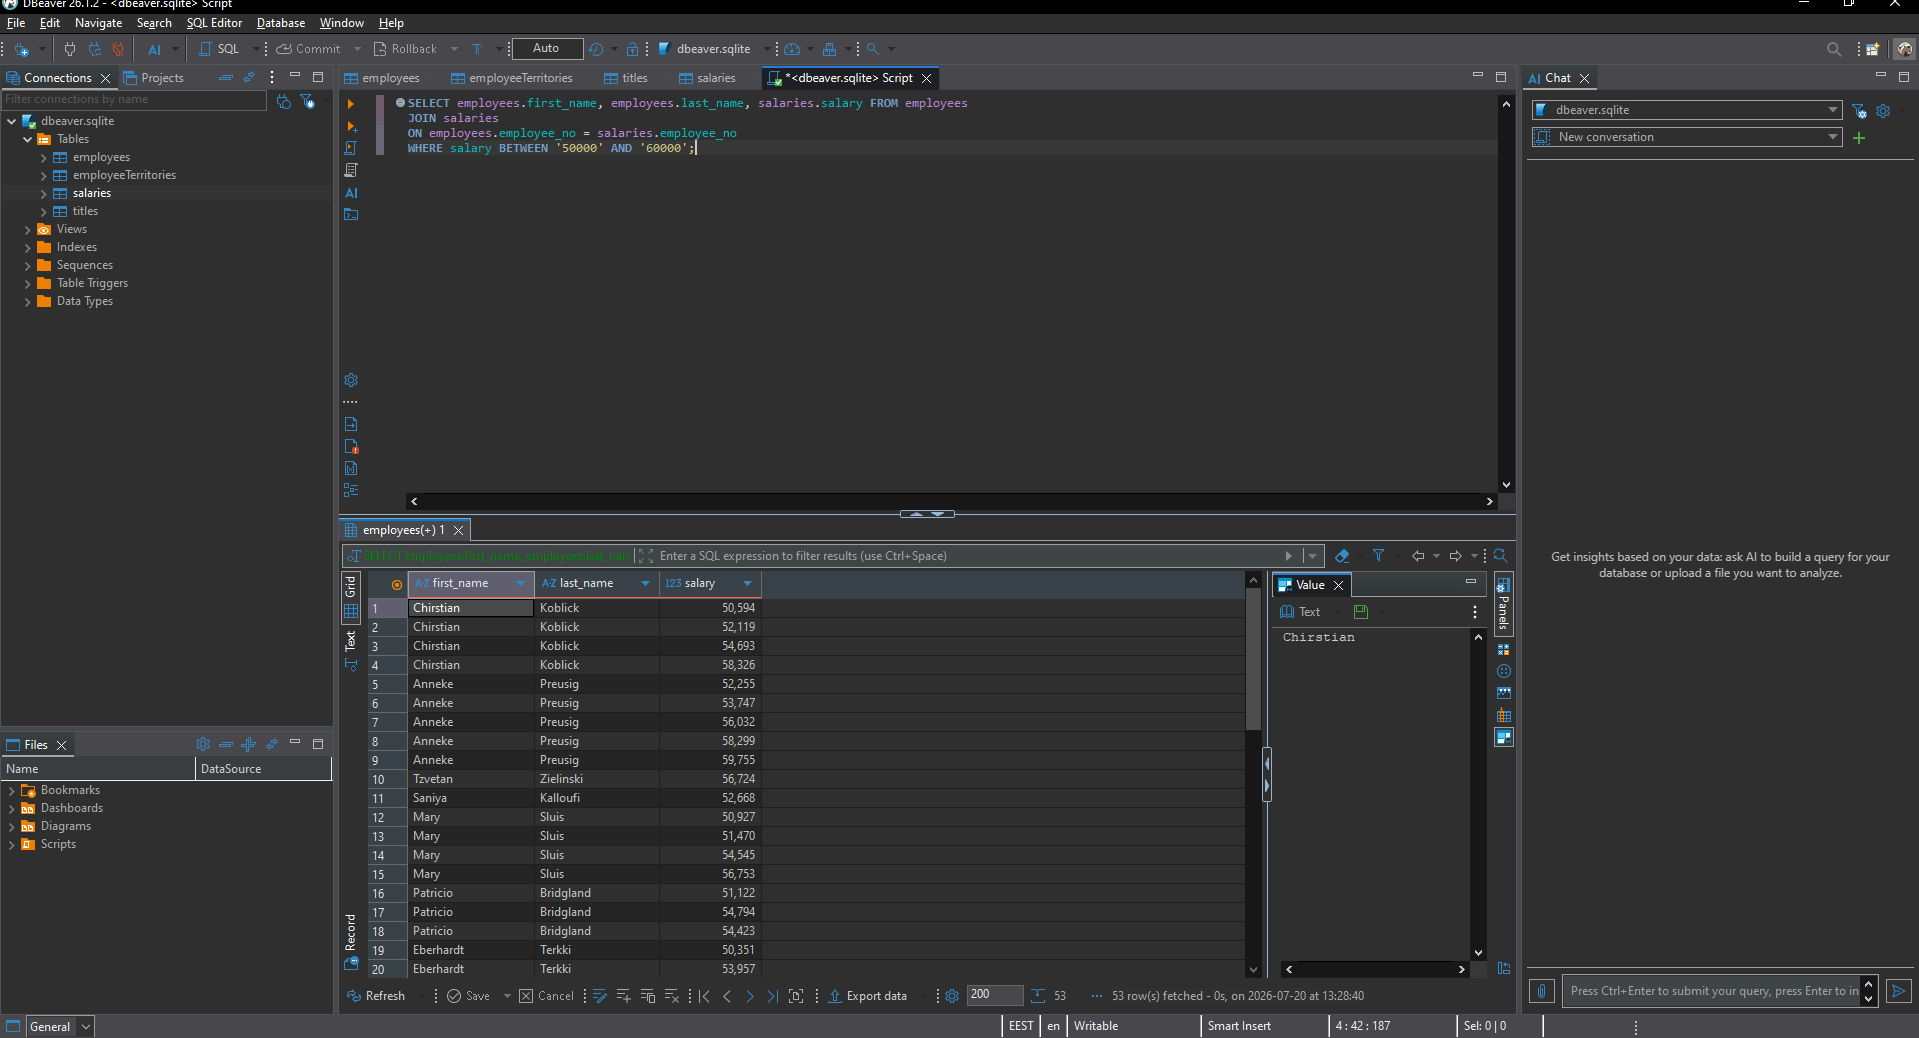 DBeaver 26.1.2 - <dbeaver.sqlite> Script
File Edit Navigate Search SQL Editor Database Window Help
AI SQL Commit Rollback T Auto dbeaver.sqlite
Connections Projects
Filter connections by name
dbeaver.sqlite
Tables
employees
employeeTerritories
salaries
titles
Views
Indexes
Sequences
Table Triggers
Data Types
Files
Name DataSource
Bookmarks
Dashboards
Diagrams
Scripts
employees employeeTerritories titles salaries *<dbeaver.sqlite> Script
SELECT employees.first_name, employees.last_name, salaries.salary FROM employees
JOIN salaries
ON employees.employee_no = salaries.employee_no
WHERE salary BETWEEN '50000' AND '60000';
AI
employees(+) 1
SELECT employees.first_name, employees.last_nam Enter a SQL expression to filter results (use Ctrl+Space)
Grid
Text
Record
A-Z first_name A-Z last_name 123 salary
1 Chirstian Koblick 50,594
2 Chirstian Koblick 52,119
3 Chirstian Koblick 54,693
4 Chirstian Koblick 58,326
5 Anneke Preusig 52,255
6 Anneke Preusig 53,747
7 Anneke Preusig 56,032
8 Anneke Preusig 58,299
9 Anneke Preusig 59,755
10 Tzvetan Zielinski 56,724
11 Saniya Kalloufi 52,668
12 Mary Sluis 50,927
13 Mary Sluis 51,470
14 Mary Sluis 54,545
15 Mary Sluis 56,753
16 Patricio Bridgland 51,122
17 Patricio Bridgland 54,794
18 Patricio Bridgland 54,423
19 Eberhardt Terkki 50,351
20 Eberhardt Terkki 53,957
Value
Text
Chirstian
Panels
Refresh Save Cancel Export data 200 53 ... 53 row(s) fetched - 0s, on 2026-07-20 at 13:28:40
AI Chat
dbeaver.sqlite
New conversation
Get insights based on your data: ask AI to build a query for your
database or upload a file you want to analyze.
Press Ctrl+Enter to submit your query, press Enter to in
General EEST en Writable Smart Insert 4 : 42 : 187 Sel: 0 | 0